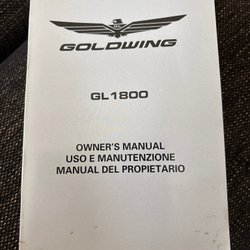 GOLDWING
GL1800
OWNER'S MANUAL
USO E MANUTENZIONE
MANUAL DEL PROPIETARIO